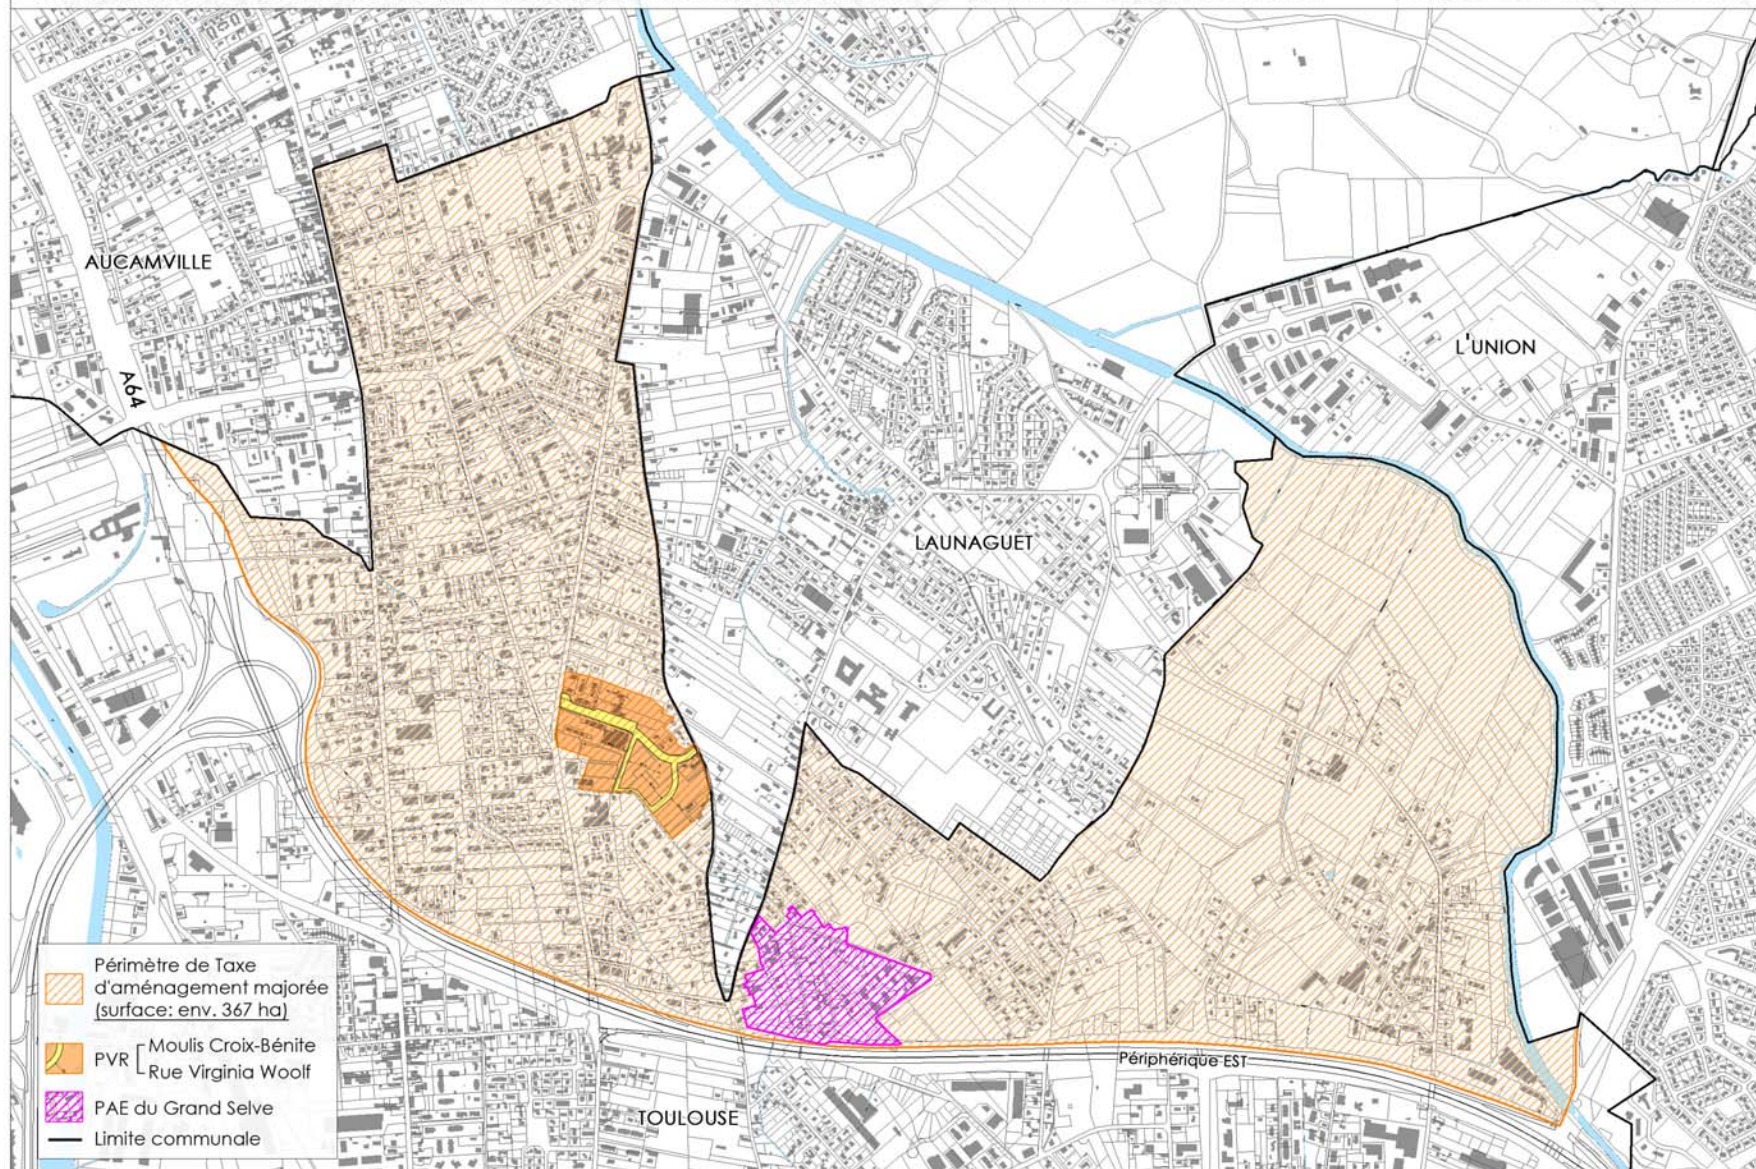 AUCAMVILLE
A64
L'UNION
LAUNAGUET
Périphérique EST
TOULOUSE
Périmètre de Taxe
d'aménagement majorée
(surface: env. 367 ha)
PVR
Moulis Croix-Bénite
Rue Virginia Woolf
PAE du Grand Selve
Limite communale